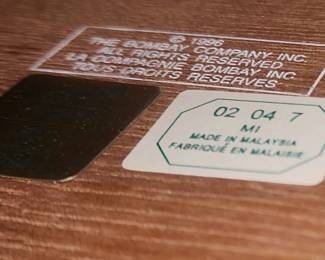 © 1996
THE BOMBAY COMPANY INC.
ALL RIGHTS RESERVED
LA COMPAGNIE BOMBAY INC.
TOUS DROITS RESERVES
02 04 7
MI
MADE IN MALAYSIA
FABRIQUÉ EN MALAISIE